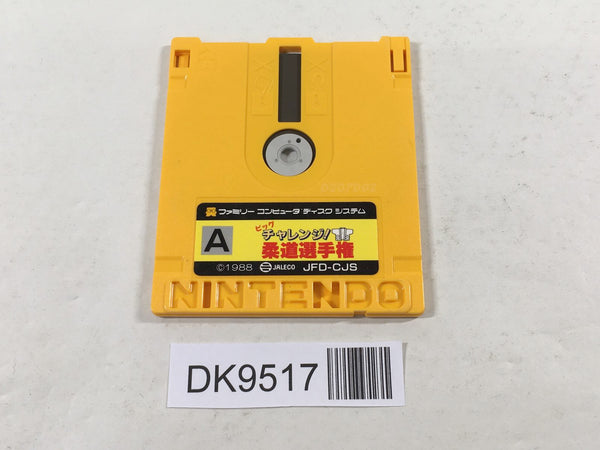 ファミリー コンピュータ ディスク システム
A
ビッグ
チャレンジ!
柔道選手権
©1988 JALECO JFD-CJS
NINTENDO
DK9517